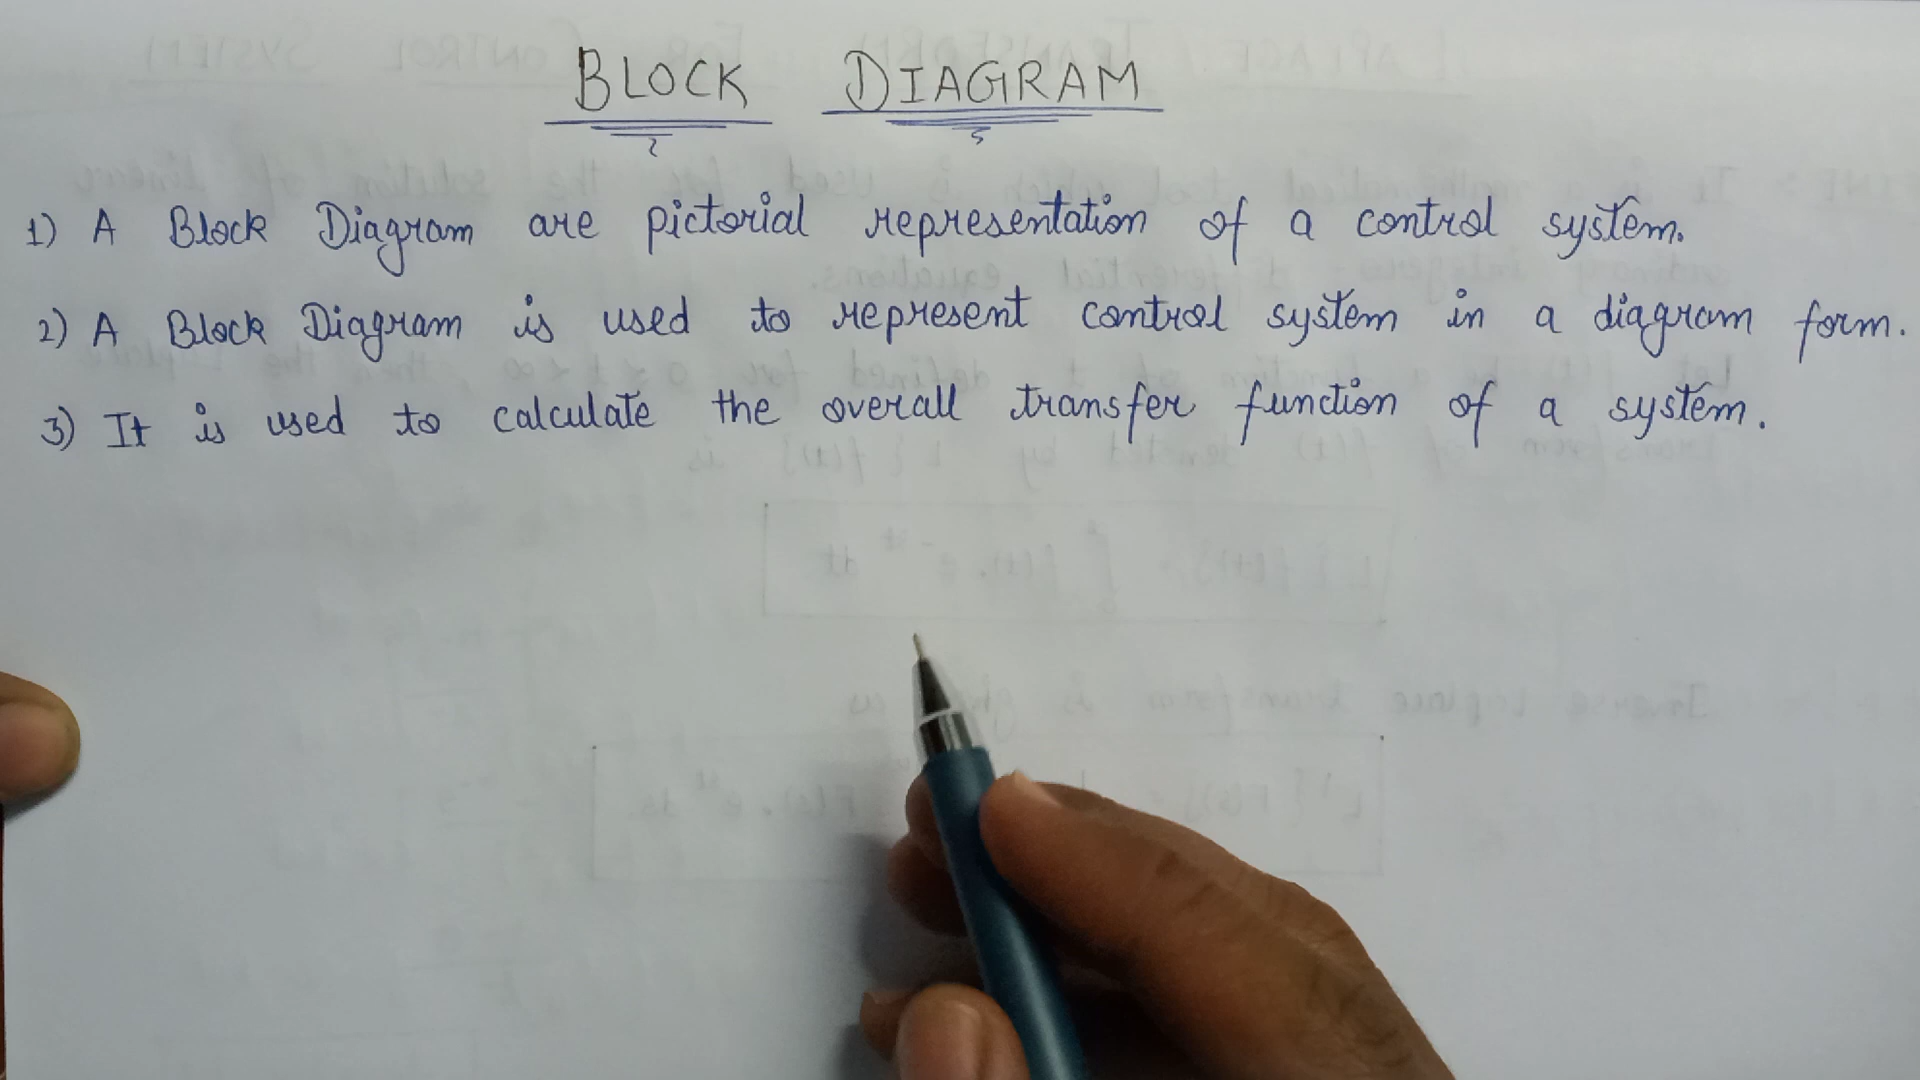 BLOCK DIAGRAM
1) A Block Diagram are pictorial representation of a control system.
2) A Block Diagram is used to represent control system in a diagram form.
3) It is used to calculate the overall transfer function of a system.